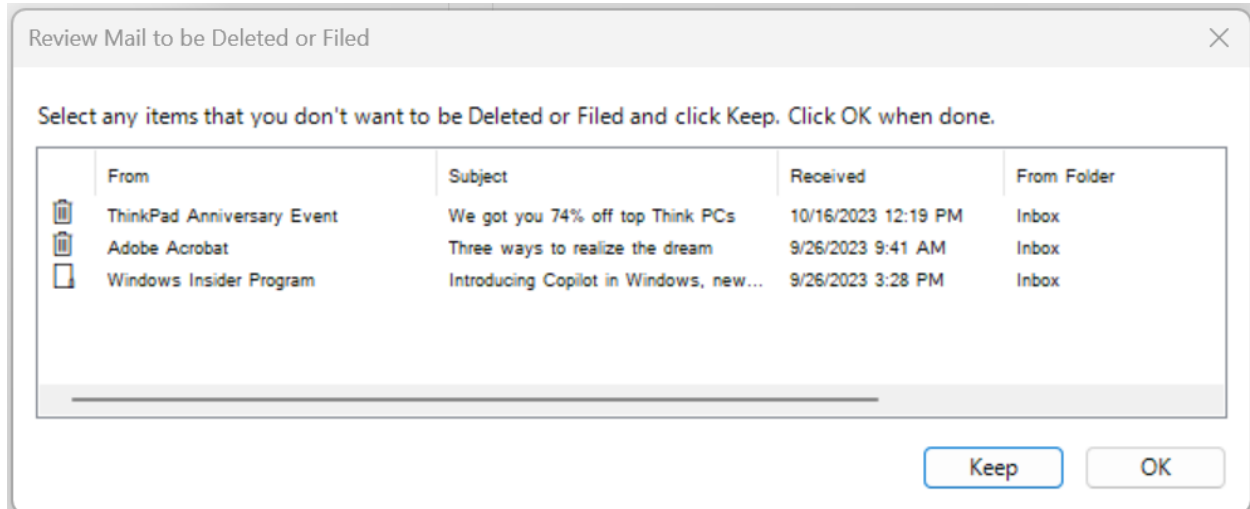 Review Mail to be Deleted or Filed
Select any items that you don't want to be Deleted or Filed and click Keep. Click OK when done.
From Subject Received From Folder
ThinkPad Anniversary Event We got you 74% off top Think PCs 10/16/2023 12:19 PM Inbox
Adobe Acrobat Three ways to realize the dream 9/26/2023 9:41 AM Inbox
Windows Insider Program Introducing Copilot in Windows, new... 9/26/2023 3:28 PM Inbox
Keep OK